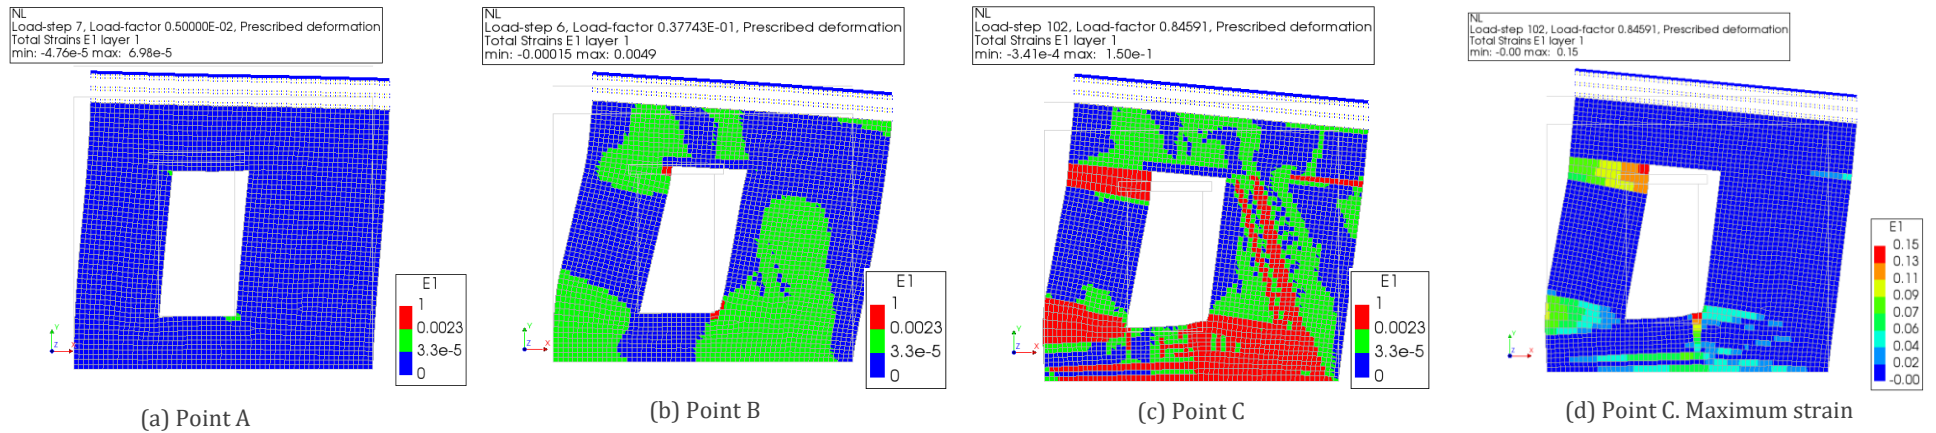 NL
Load-step 7, Load-factor 0.50000E-02, Prescribed deformation
Total Strains E1 layer 1
min: -4.76e-5 max: 6.98e-5
E1
1
0.0023
3.3e-5
0
Y
Z
X
(a) Point A
NL
Load-step 6, Load-factor 0.37743E-01, Prescribed deformation
Total Strains E1 layer 1
min: -0.00015 max: 0.0049
E1
1
0.0023
3.3e-5
0
Y
Z
X
(b) Point B
NL
Load-step 102, Load-factor 0.84591, Prescribed deformation
Total Strains E1 layer 1
min: -3.41e-4 max: 1.50e-1
E1
1
0.0023
3.3e-5
0
Y
Z
X
(c) Point C
NL
Load-step 102, Load-factor 0.84591, Prescribed deformation
Total Strains E1 layer 1
min: -0.00 max: 0.15
E1
0.15
0.13
0.11
0.09
0.07
0.06
0.04
0.02
-0.00
Y
Z
X
(d) Point C. Maximum strain